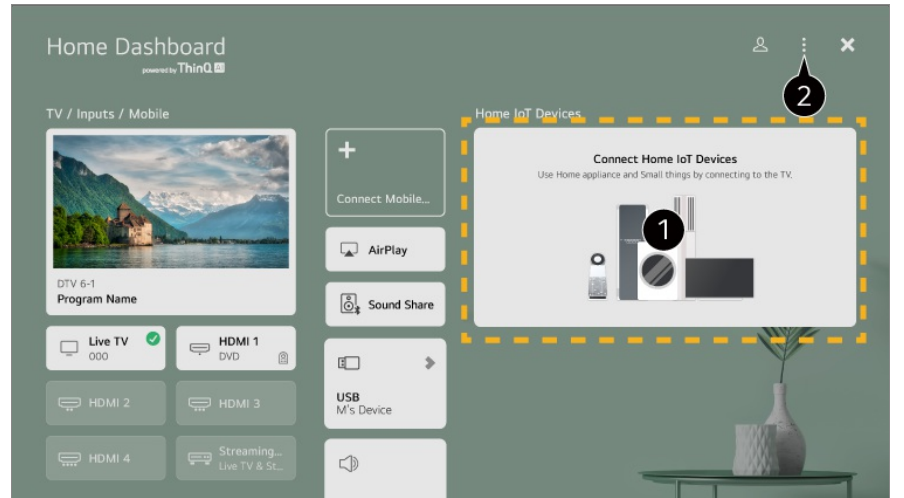 Home Dashboard
powered by ThinQ AI
2
TV / Inputs / Mobile
Home IoT Devices
DTV 6-1
Program Name
Live TV
000
HDMI 1
DVD
HDMI 2
HDMI 3
HDMI 4
Streaming...
Live TV & St...
Connect Mobile...
AirPlay
Sound Share
USB
M's Device
Connect Home IoT Devices
Use Home appliance and Small things by connecting to the TV.
1